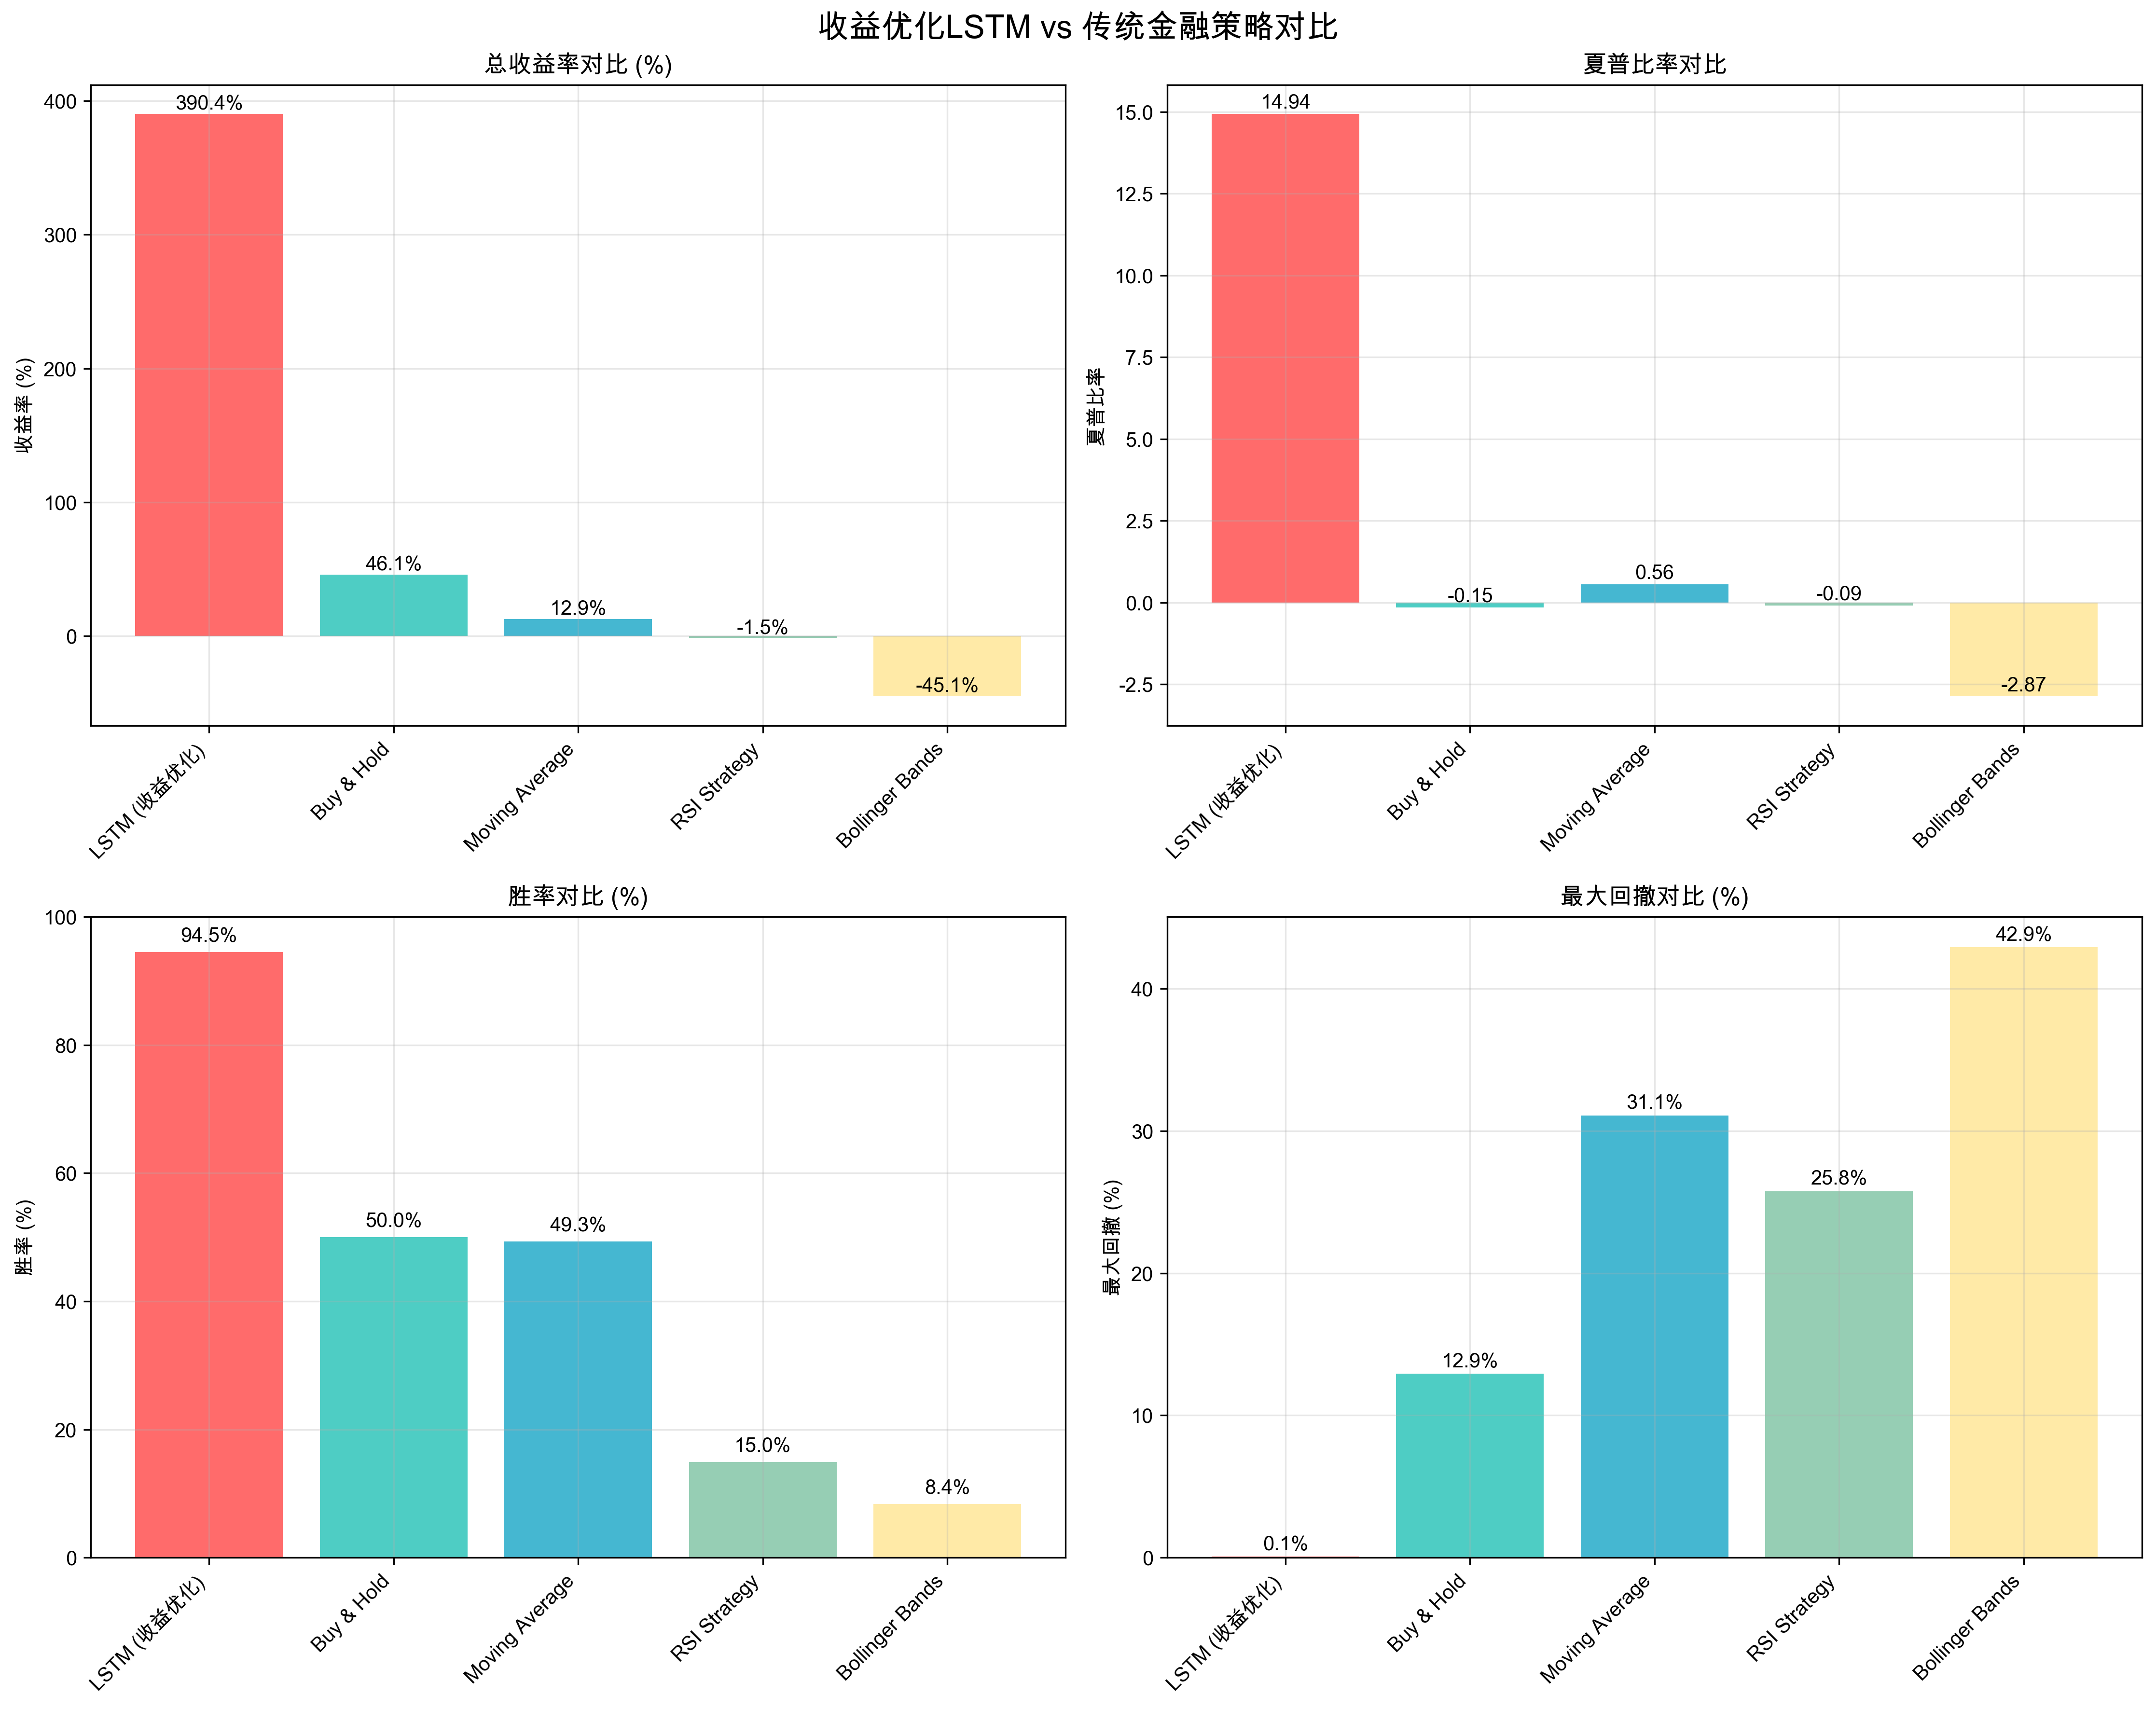 收益优化LSTM vs 传统金融策略对比
总收益率对比 (%)
收益率 (%)
400
300
200
100
0
390.4%
46.1%
12.9%
-1.5%
-45.1%
LSTM (收益优化)
Buy & Hold
Moving Average
RSI Strategy
Bollinger Bands
夏普比率对比
夏普比率
15.0
12.5
10.0
7.5
5.0
2.5
0.0
-2.5
14.94
-0.15
0.56
-0.09
-2.87
LSTM (收益优化)
Buy & Hold
Moving Average
RSI Strategy
Bollinger Bands
胜率对比 (%)
胜率 (%)
100
80
60
40
20
0
94.5%
50.0%
49.3%
15.0%
8.4%
LSTM (收益优化)
Buy & Hold
Moving Average
RSI Strategy
Bollinger Bands
最大回撤对比 (%)
最大回撤 (%)
40
30
20
10
0
0.1%
12.9%
31.1%
25.8%
42.9%
LSTM (收益优化)
Buy & Hold
Moving Average
RSI Strategy
Bollinger Bands